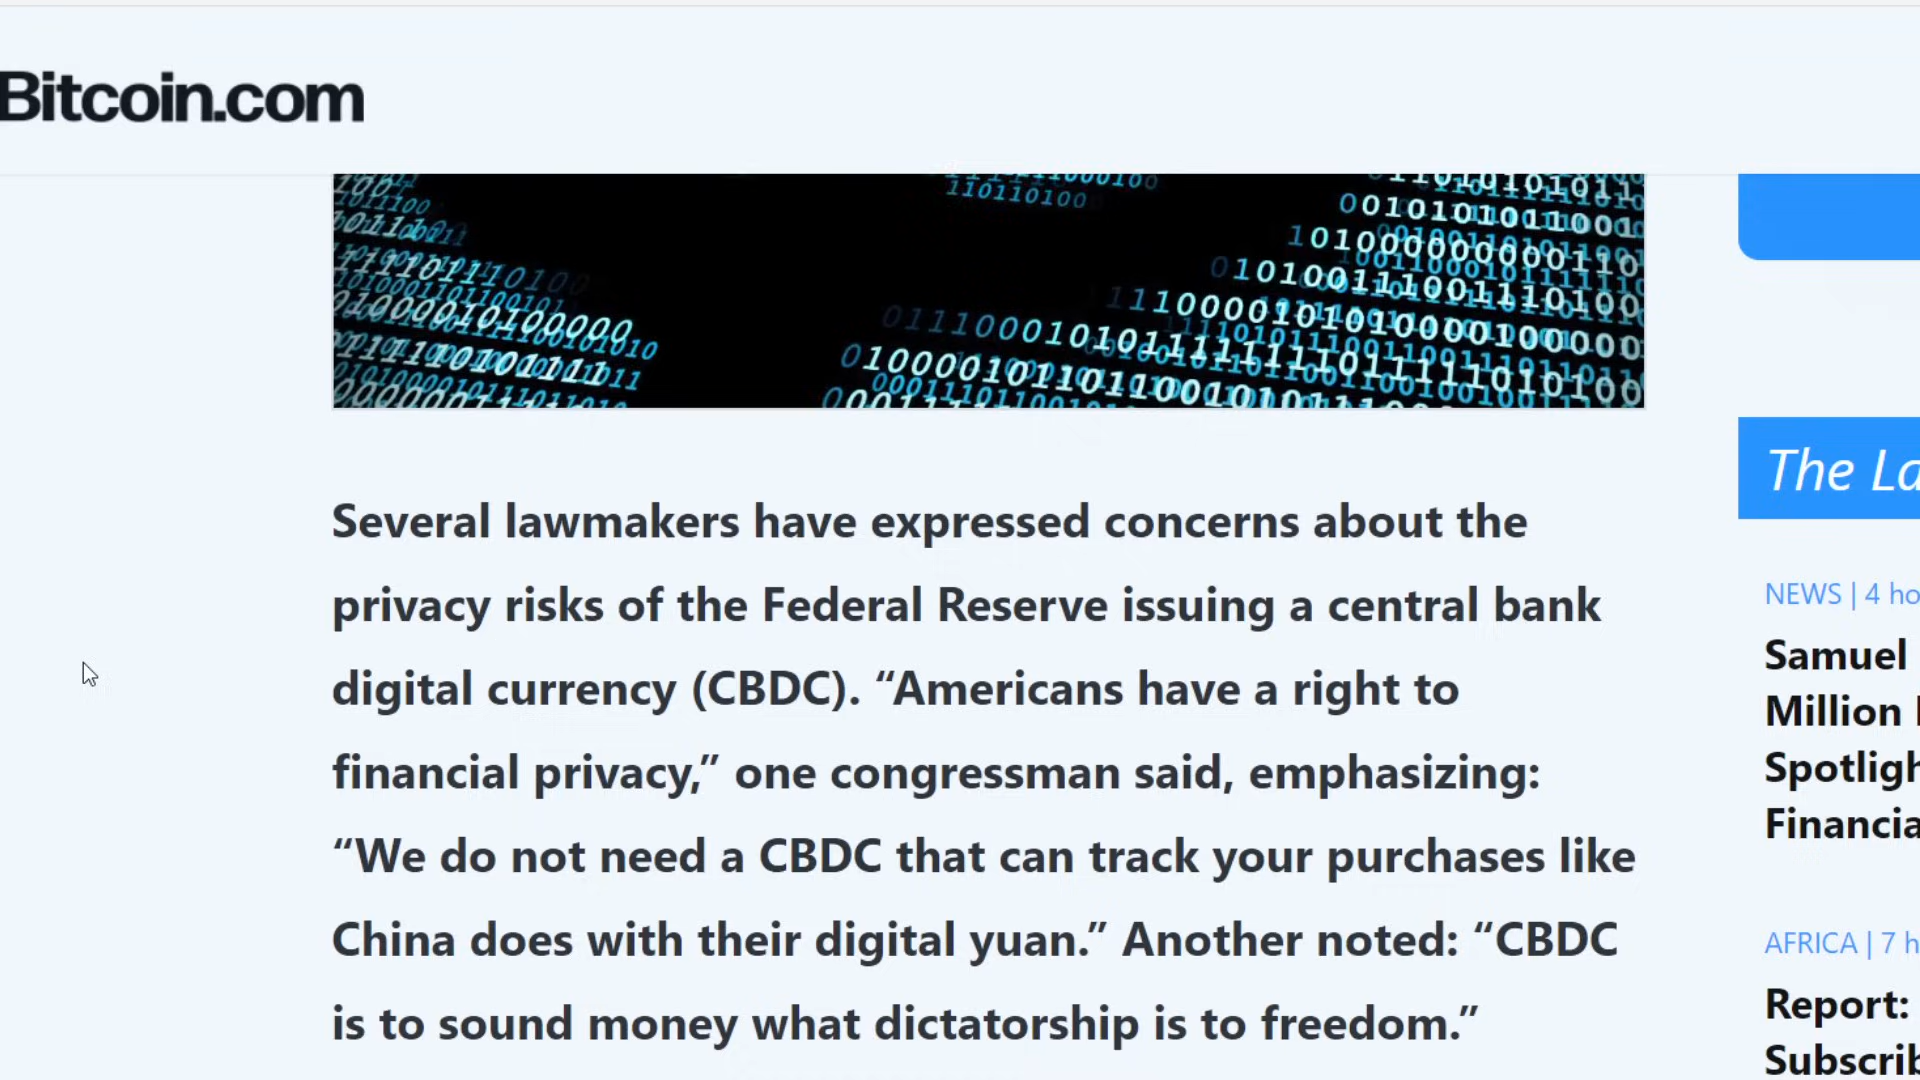 Bitcoin.com
Several lawmakers have expressed concerns about the
privacy risks of the Federal Reserve issuing a central bank
digital currency (CBDC). “Americans have a right to
financial privacy,” one congressman said, emphasizing:
“We do not need a CBDC that can track your purchases like
China does with their digital yuan.” Another noted: “CBDC
is to sound money what dictatorship is to freedom.”
The La
NEWS | 4 ho
Samuel
Million
Spotligh
Financia
AFRICA | 7 h
Report:
Subscrib